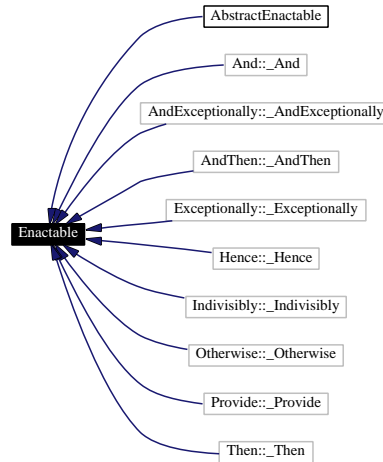 AbstractEnactable
And::_And
AndExceptionally::_AndExceptionally
AndThen::_AndThen
Exceptionally::_Exceptionally
Enactable
Hence::_Hence
Indivisibly::_Indivisibly
Otherwise::_Otherwise
Provide::_Provide
Then::_Then